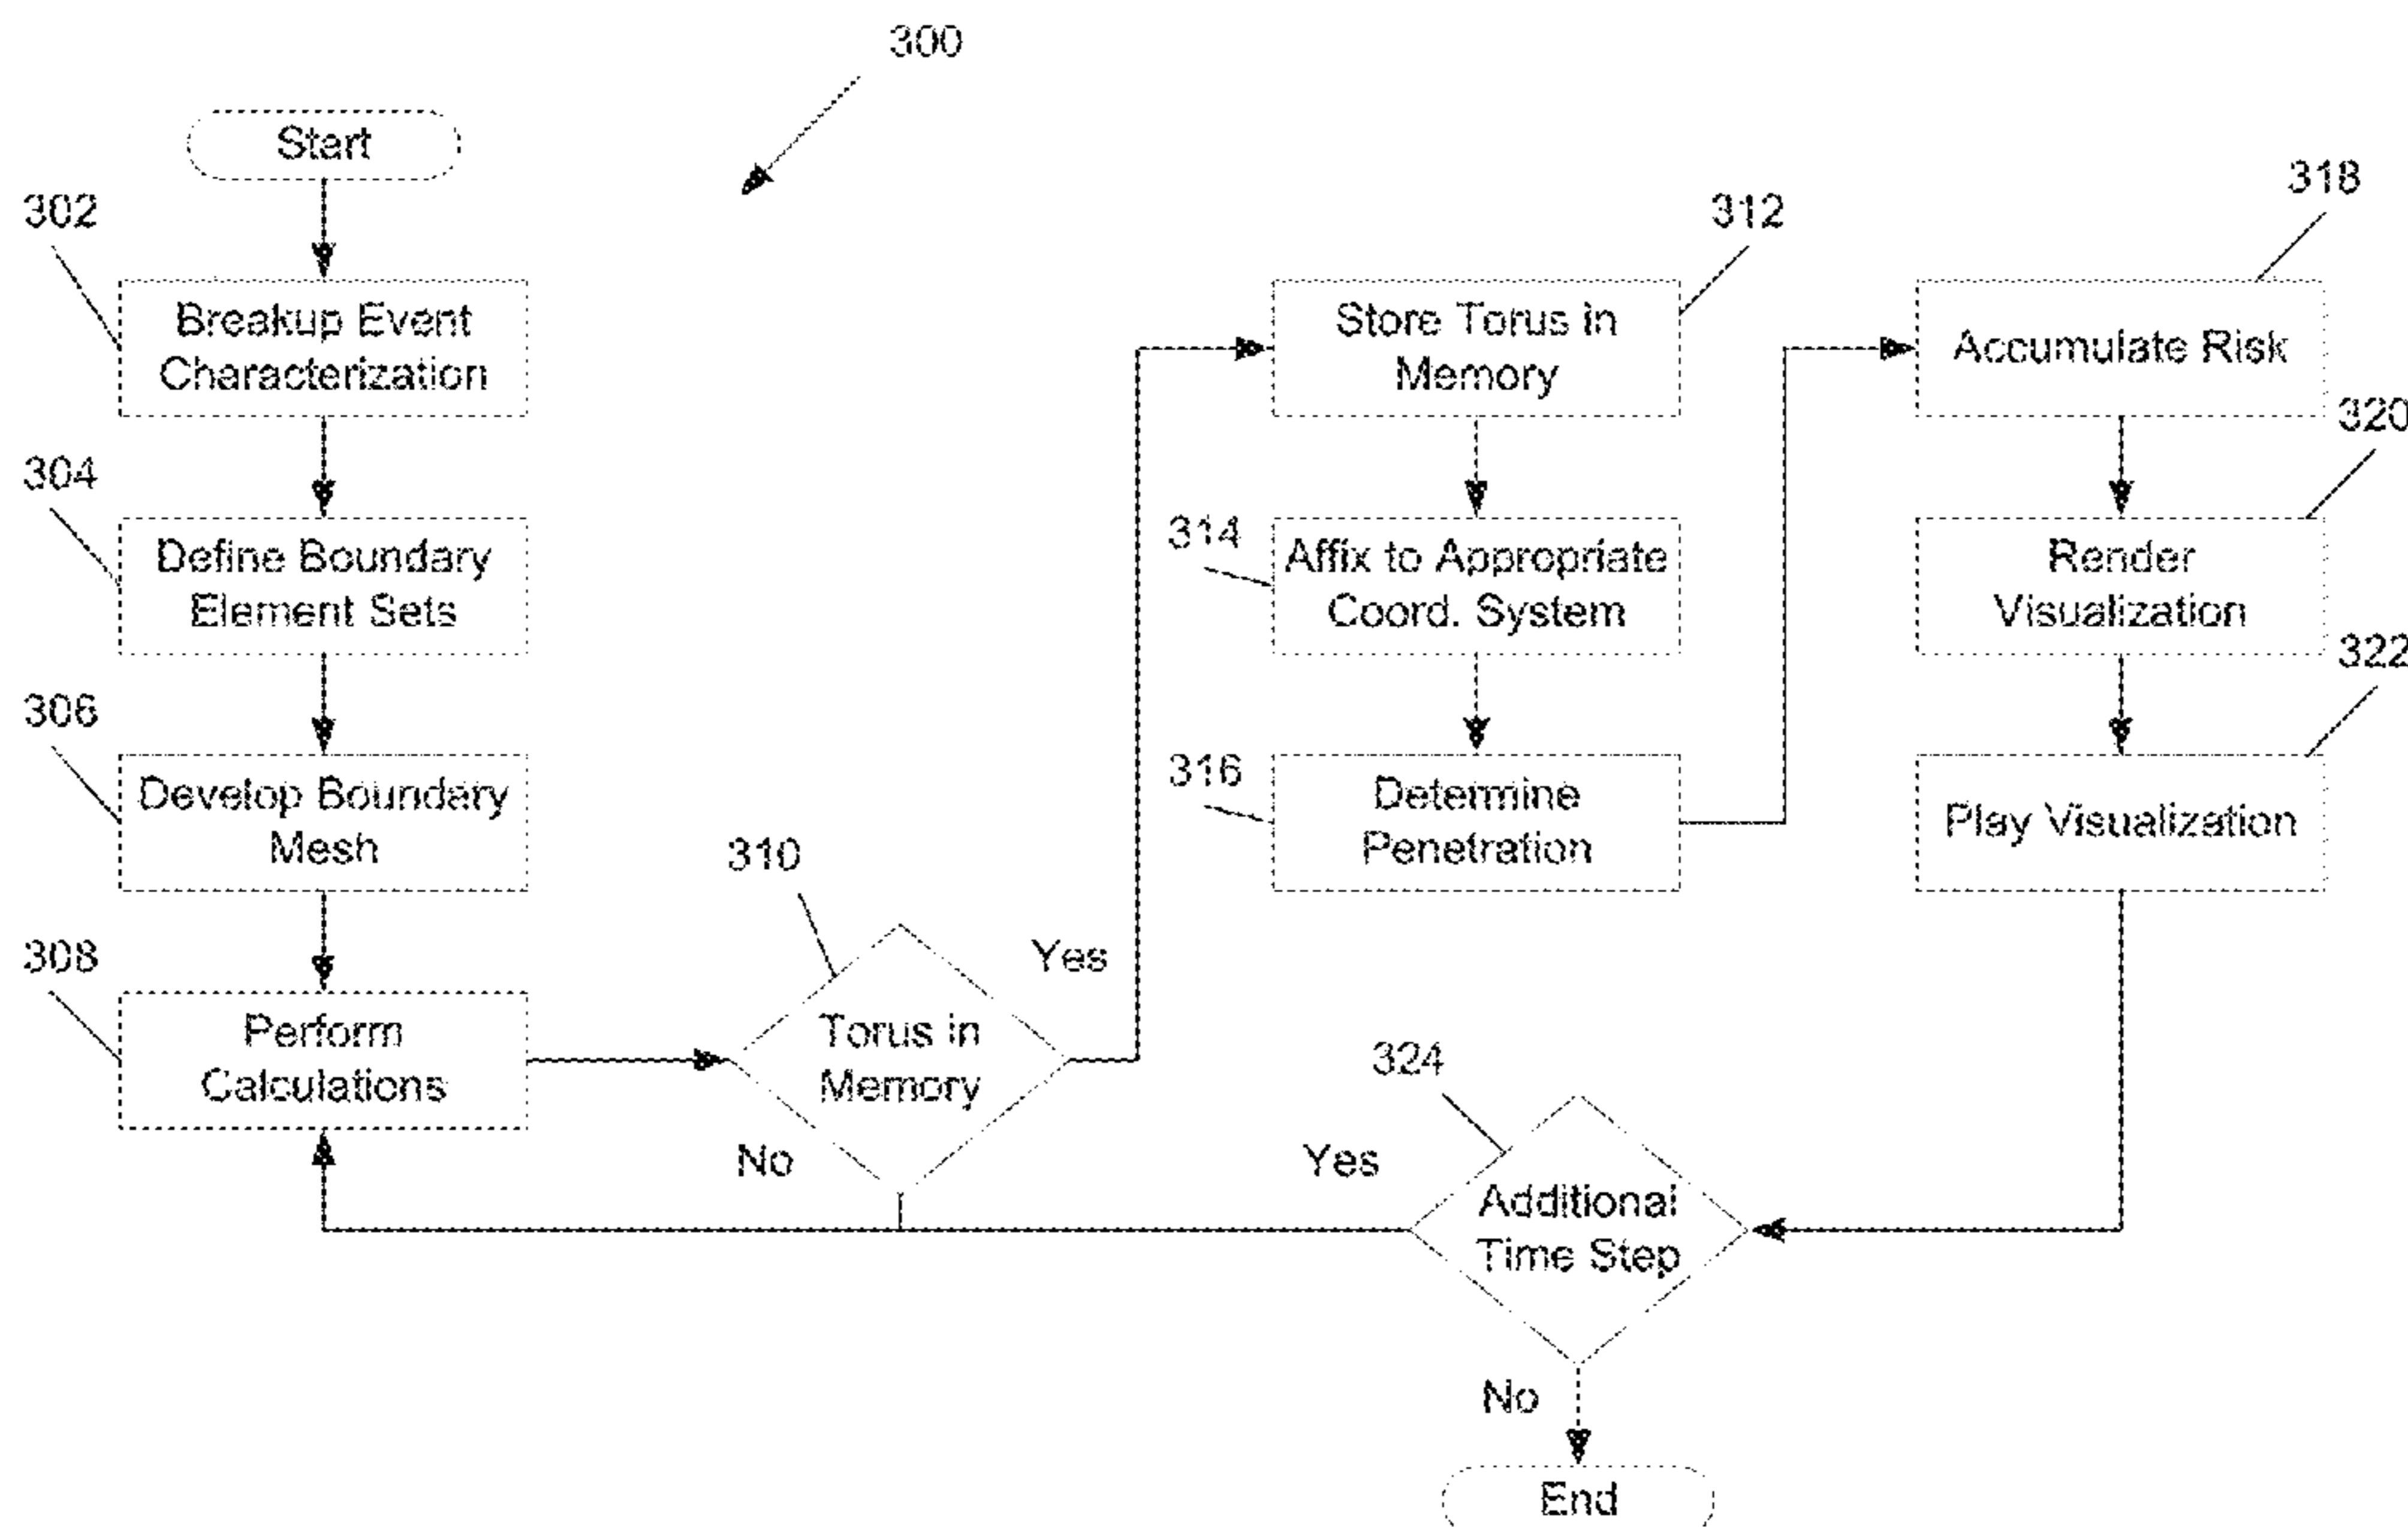 300
Start
302
Breakup Event
Characterization
304
Define Boundary
Element Sets
306
Develop Boundary
Mesh
308
Perform
Calculations
310
Torus in
Memory
Yes
No
312
Store Torus in
Memory
314
Affix to Appropriate
Coord. System
316
Determine
Penetration
318
Accumulate Risk
320
Render
Visualization
322
Play Visualization
324
Additional
Time Step
Yes
No
End